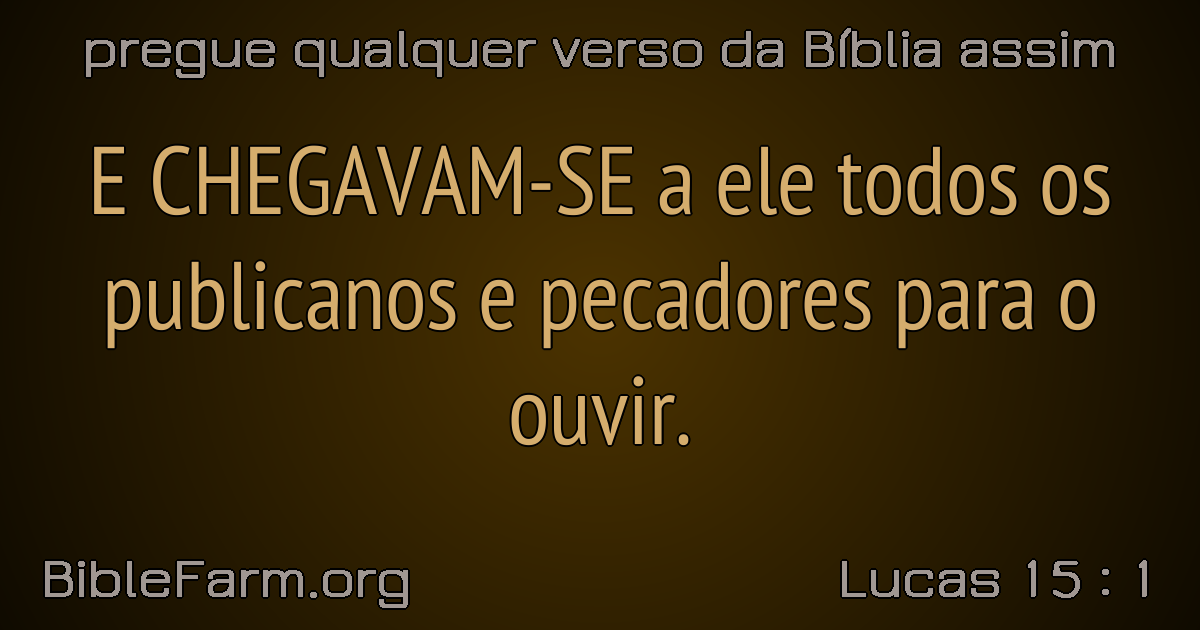 pregue qualquer verso da Bíblia assim
E CHEGAVAM-SE a ele todos os
publicanos e pecadores para o
ouvir.
BibleFarm.org
Lucas 15 : 1